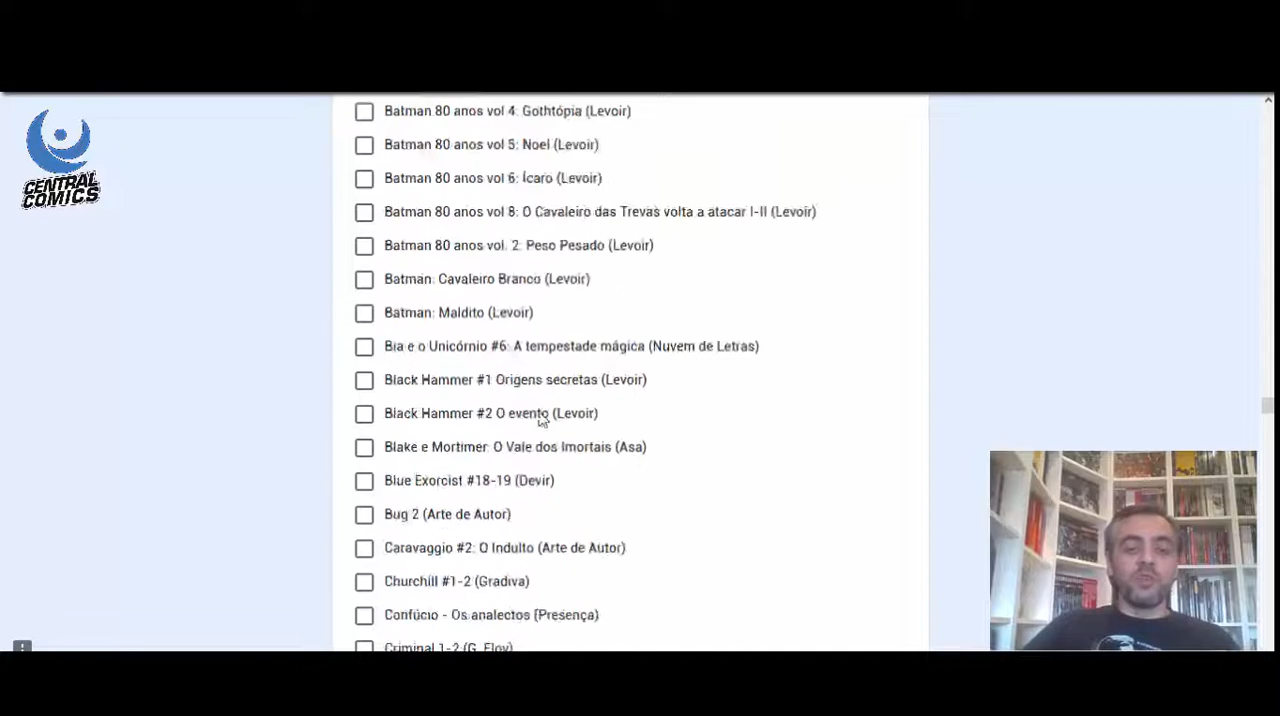 CENTRAL
COMICS
Batman 80 anos vol 4: Gothtópia (Levoir)
Batman 80 anos vol 5: Noel (Levoir)
Batman 80 anos vol 6: Ícaro (Levoir)
Batman 80 anos vol 8: O Cavaleiro das Trevas volta a atacar I-II (Levoir)
Batman 80 anos vol. 2: Peso Pesado (Levoir)
Batman: Cavaleiro Branco (Levoir)
Batman: Maldito (Levoir)
Bia e o Unicórnio #6: A tempestade mágica (Nuvem de Letras)
Black Hammer #1 Origens secretas (Levoir)
Black Hammer #2 O evento (Levoir)
Blake e Mortimer: O Vale dos Imortais (Asa)
Blue Exorcist #18-19 (Devir)
Bug 2 (Arte de Autor)
Caravaggio #2: O Indulto (Arte de Autor)
Churchill #1-2 (Gradiva)
Confúcio - Os analectos (Presença)
Criminal 1-2 (G. Floy)